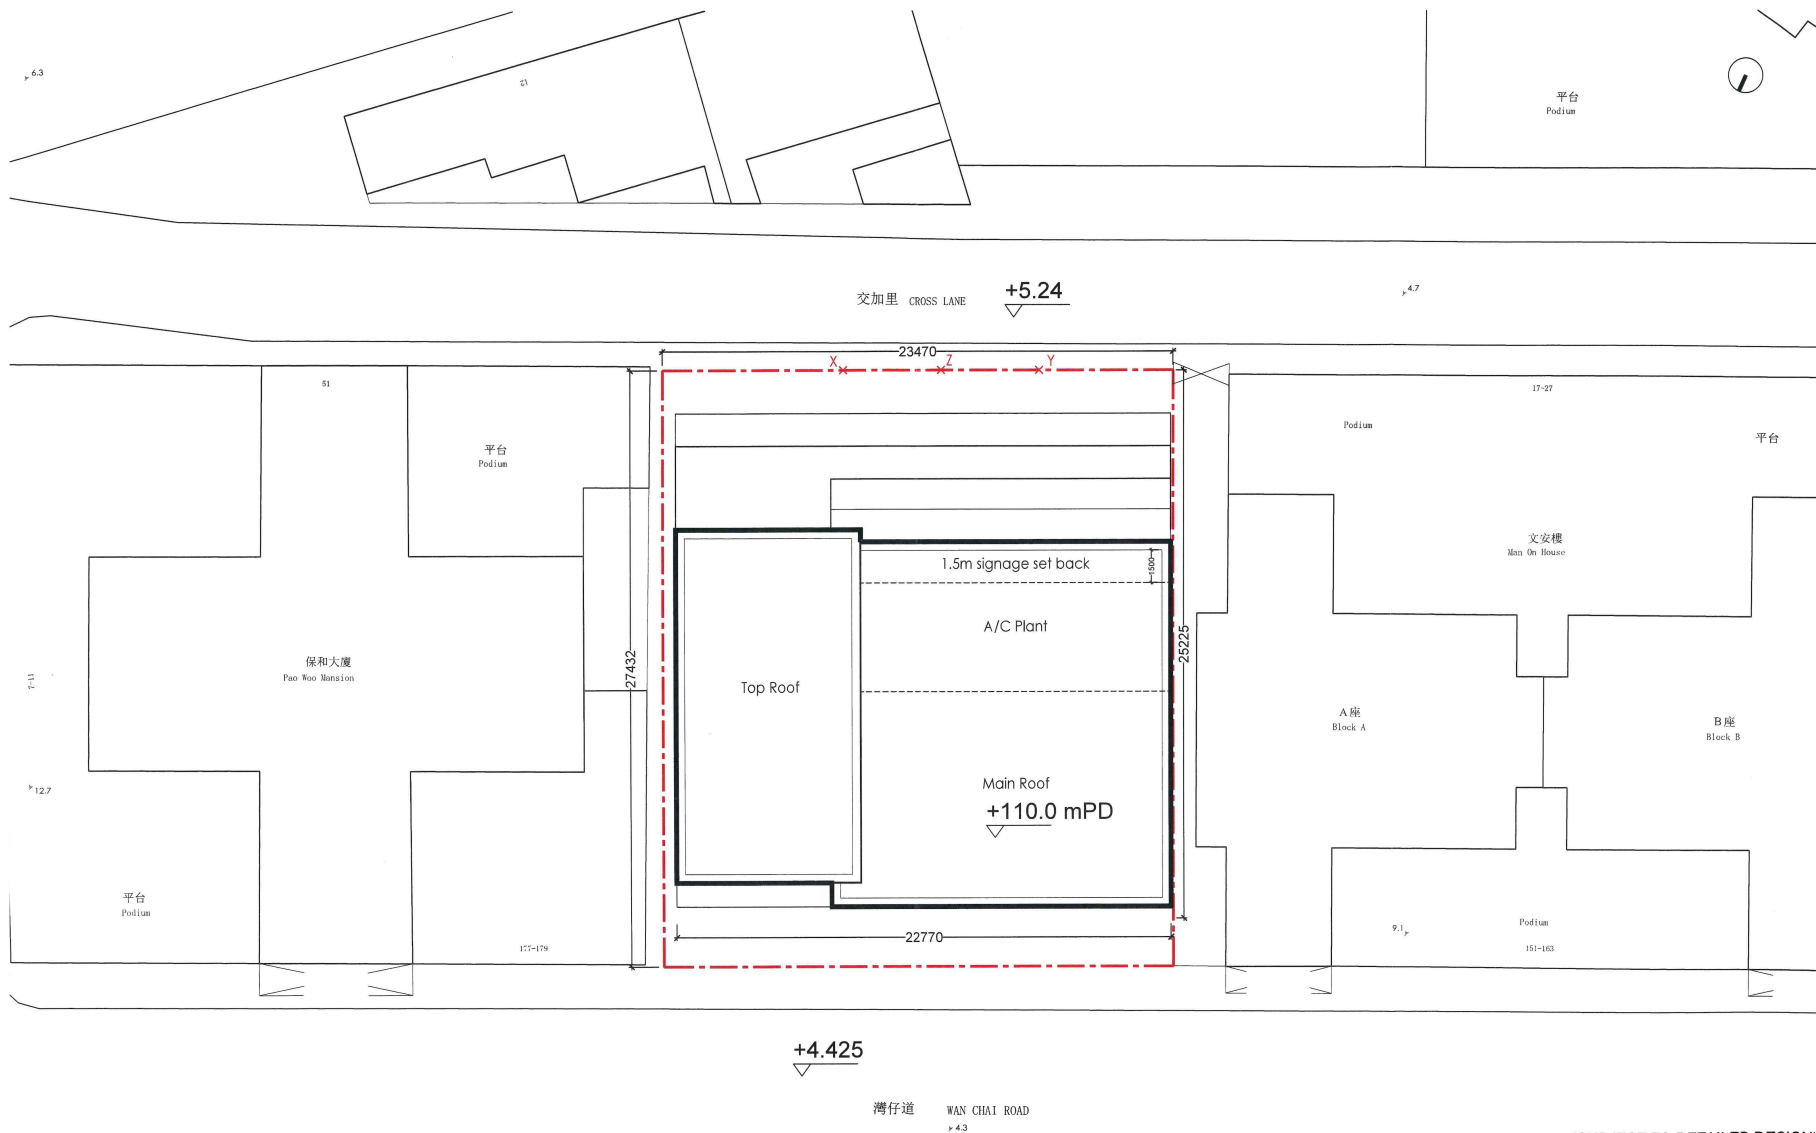 6.3
12
平台
Podium
交加里 CROSS LANE
+5.24
4.7
23470
X
Z
Y
51
平台
Podium
17-27
Podium
平台
1.5m signage set back
1500
文安樓
Man On House
A/C Plant
27432
25225
保和大廈
Pao Woo Mansion
7-11
Top Roof
A座
Block A
B座
Block B
12.7
Main Roof
+110.0 mPD
平台
Podium
177-179
22770
9.1
Podium
151-163
+4.425
灣仔道 WAN CHAI ROAD
4.3